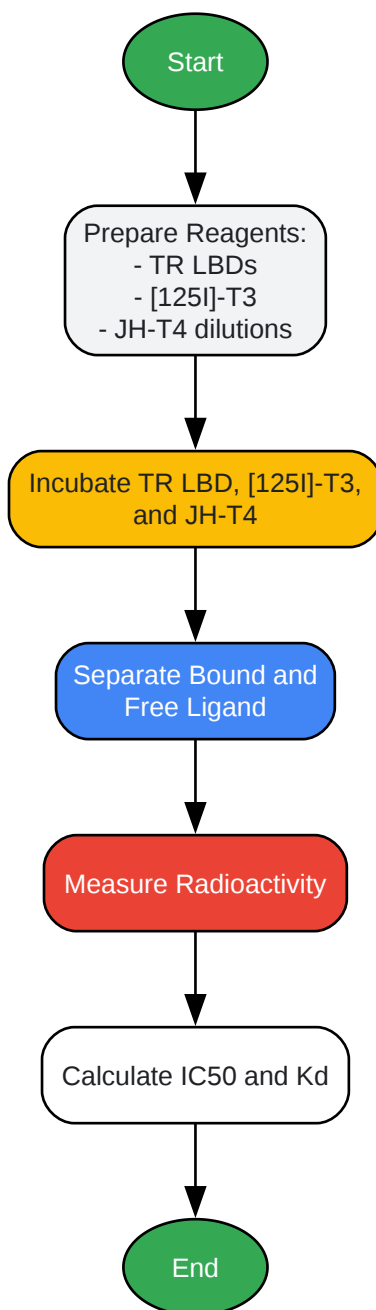 Start
Prepare Reagents:
- TR LBDs
- [125I]-T3
- JH-T4 dilutions
Incubate TR LBD, [125I]-T3,
and JH-T4
Separate Bound and
Free Ligand
Measure Radioactivity
Calculate IC50 and Kd
End